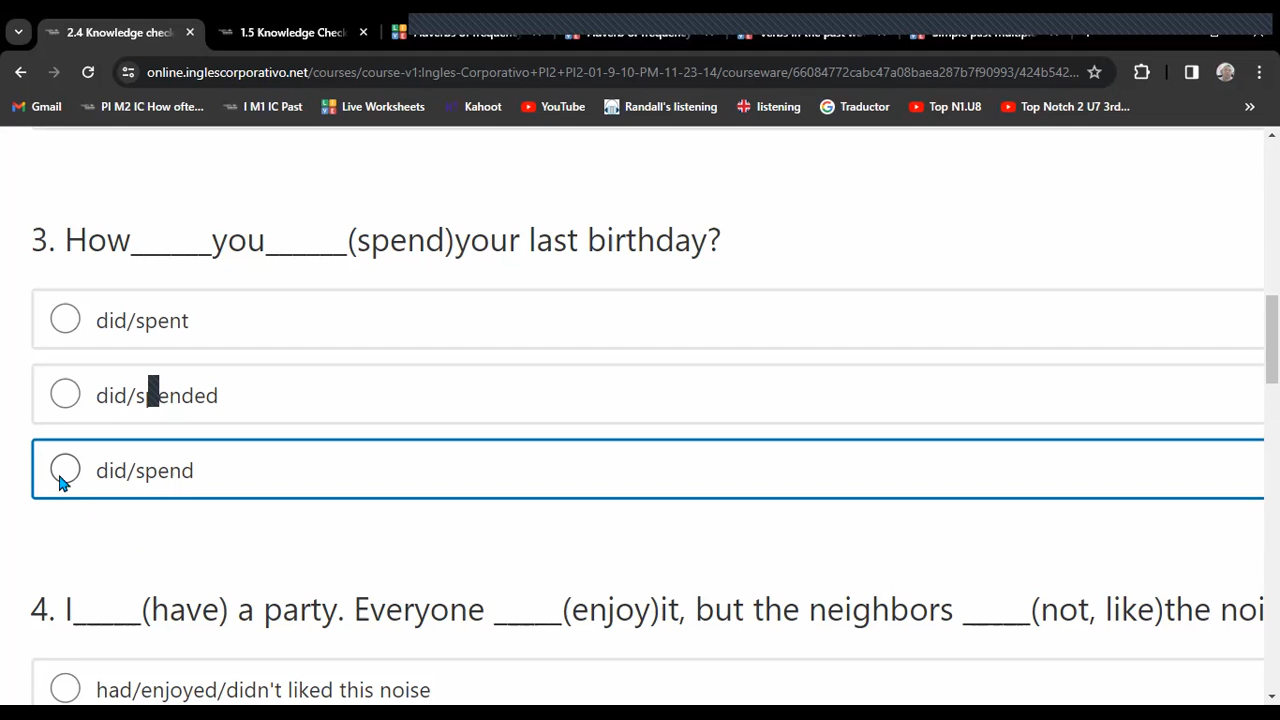 2.4 Knowledge check
1.5 Knowledge Chec
online.inglescorporativo.net/courses/course-v1:Ingles-Corporativo+PI2+PI2-01-9-10-PM-11-23-14/courseware/66084772cabc47a08baea287b7f90993/424b542...
Gmail PI M2 IC How ofte... I M1 IC Past Live Worksheets Kahoot YouTube Randall's listening listening Traductor Top N1.U8 Top Notch 2 U7 3rd... »
3. How______you______(spend)your last birthday?
did/spent
did/spended
did/spend
4. I_____(have) a party. Everyone _____(enjoy)it, but the neighbors _____(not, like)the noi
had/enjoyed/didn't liked this noise